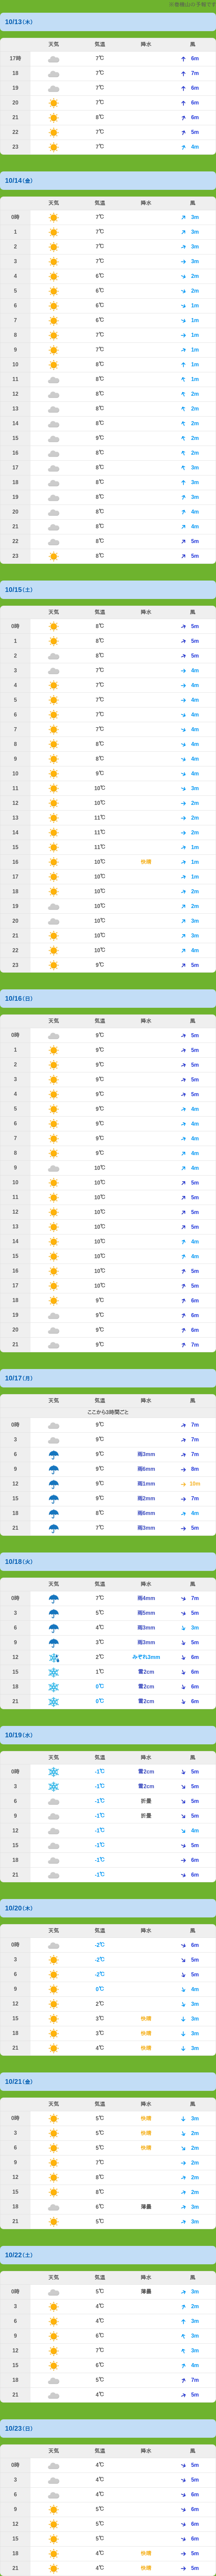 ※乾徳山の予報です
10/13(木)
天気 気温 降水 風
17時 7℃ 6m
18 7℃ 7m
19 7℃ 6m
20 7℃ 6m
21 8℃ 6m
22 7℃ 5m
23 7℃ 4m
10/14(金)
天気 気温 降水 風
0時 7℃ 3m
1 7℃ 3m
2 7℃ 3m
3 7℃ 3m
4 6℃ 2m
5 6℃ 2m
6 6℃ 1m
7 6℃ 1m
8 7℃ 1m
9 7℃ 1m
10 8℃ 1m
11 8℃ 1m
12 8℃ 2m
13 8℃ 2m
14 8℃ 2m
15 9℃ 2m
16 8℃ 2m
17 8℃ 3m
18 8℃ 3m
19 8℃ 3m
20 8℃ 4m
21 8℃ 4m
22 8℃ 5m
23 8℃ 5m
10/15(土)
天気 気温 降水 風
0時 8℃ 5m
1 8℃ 5m
2 8℃ 5m
3 7℃ 4m
4 7℃ 4m
5 7℃ 4m
6 7℃ 4m
7 7℃ 4m
8 8℃ 4m
9 8℃ 4m
10 9℃ 4m
11 10℃ 3m
12 10℃ 2m
13 11℃ 2m
14 11℃ 2m
15 11℃ 1m
16 10℃ 快晴 1m
17 10℃ 1m
18 10℃ 2m
19 10℃ 2m
20 10℃ 3m
21 10℃ 3m
22 10℃ 4m
23 9℃ 5m
10/16(日)
天気 気温 降水 風
0時 9℃ 5m
1 9℃ 5m
2 9℃ 5m
3 9℃ 5m
4 9℃ 5m
5 9℃ 4m
6 9℃ 4m
7 9℃ 4m
8 9℃ 4m
9 10℃ 4m
10 10℃ 5m
11 10℃ 5m
12 10℃ 5m
13 10℃ 5m
14 10℃ 4m
15 10℃ 4m
16 10℃ 5m
17 10℃ 5m
18 9℃ 6m
19 9℃ 6m
20 9℃ 6m
21 9℃ 7m
10/17(月)
天気 気温 降水 風
ここから3時間ごと
0時 9℃ 7m
3 9℃ 7m
6 9℃ 雨3mm 7m
9 9℃ 雨6mm 8m
12 9℃ 雨1mm 10m
15 9℃ 雨2mm 7m
18 8℃ 雨6mm 4m
21 7℃ 雨3mm 5m
10/18(火)
天気 気温 降水 風
0時 7℃ 雨4mm 7m
3 5℃ 雨5mm 5m
6 4℃ 雨3mm 3m
9 3℃ 雨3mm 5m
12 2℃ みぞれ3mm 6m
15 1℃ 雪2cm 6m
18 0℃ 雪2cm 6m
21 0℃ 雪2cm 6m
10/19(水)
天気 気温 降水 風
0時 -1℃ 雪2cm 5m
3 -1℃ 雪2cm 5m
6 -1℃ 折曇 5m
9 -1℃ 折曇 5m
12 -1℃ 4m
15 -1℃ 5m
18 -1℃ 6m
21 -1℃ 6m
10/20(木)
天気 気温 降水 風
0時 -2℃ 6m
3 -2℃ 5m
6 -2℃ 5m
9 0℃ 4m
12 2℃ 3m
15 3℃ 快晴 3m
18 3℃ 快晴 3m
21 4℃ 快晴 3m
10/21(金)
天気 気温 降水 風
0時 5℃ 快晴 3m
3 5℃ 快晴 2m
6 5℃ 快晴 2m
9 7℃ 2m
12 8℃ 2m
15 8℃ 2m
18 6℃ 薄曇 3m
21 5℃ 3m
10/22(土)
天気 気温 降水 風
0時 5℃ 薄曇 3m
3 4℃ 2m
6 4℃ 3m
9 6℃ 3m
12 7℃ 3m
15 6℃ 4m
18 5℃ 7m
21 4℃ 5m
10/23(日)
天気 気温 降水 風
0時 4℃ 5m
3 4℃ 5m
6 4℃ 6m
9 5℃ 6m
12 5℃ 6m
15 5℃ 6m
18 4℃ 快晴 5m
21 4℃ 快晴 5m